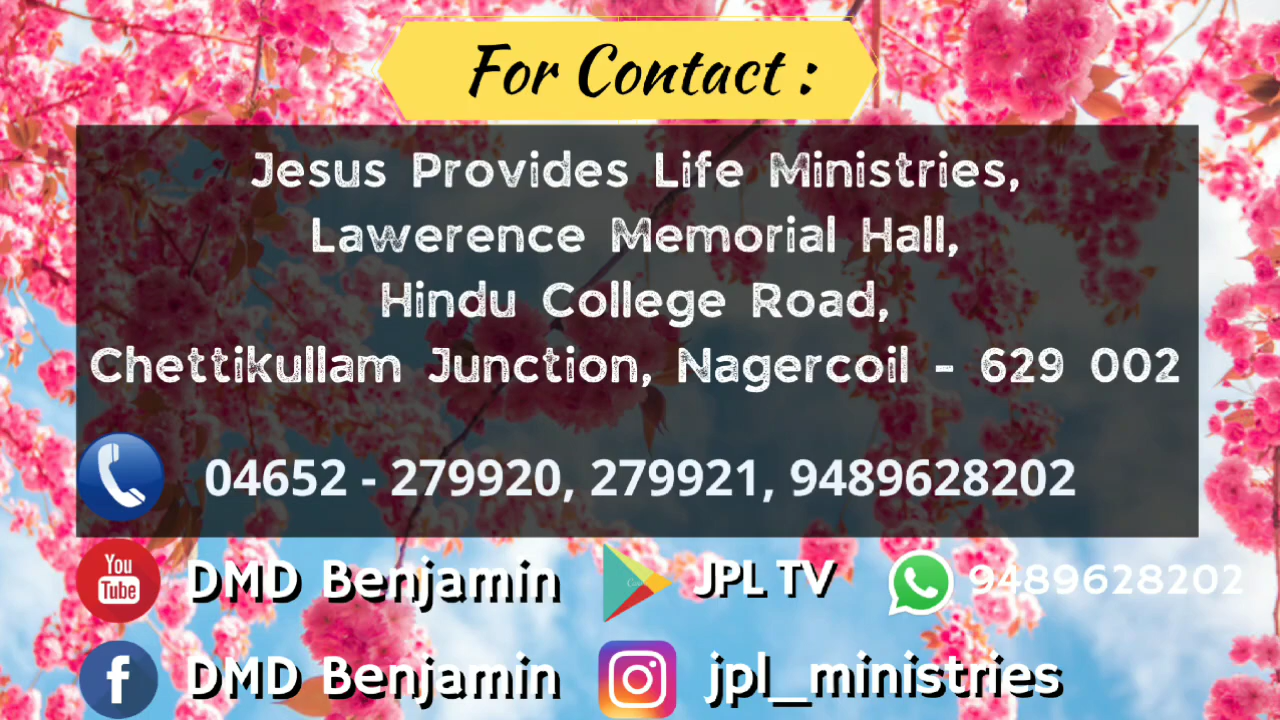 For Contact :
Jesus Provides Life Ministries,
Lawerence Memorial Hall,
Hindu College Road,
Chettikullam Junction, Nagercoil - 629 002
04652 - 279920, 279921, 9489628202
You Tube DMD Benjamin JPL TV 9489628202
DMD Benjamin jpl_ministries